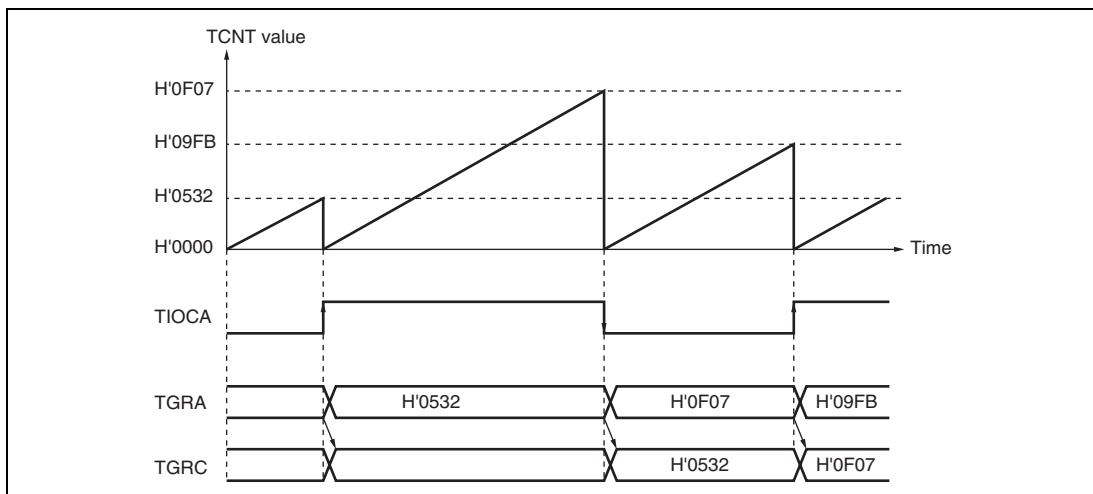 TCNT value
H'0F07
H'09FB
H'0532
H'0000
Time
TIOCA
TGRA
H'0532
H'0F07
H'09FB
TGRC
H'0532
H'0F07